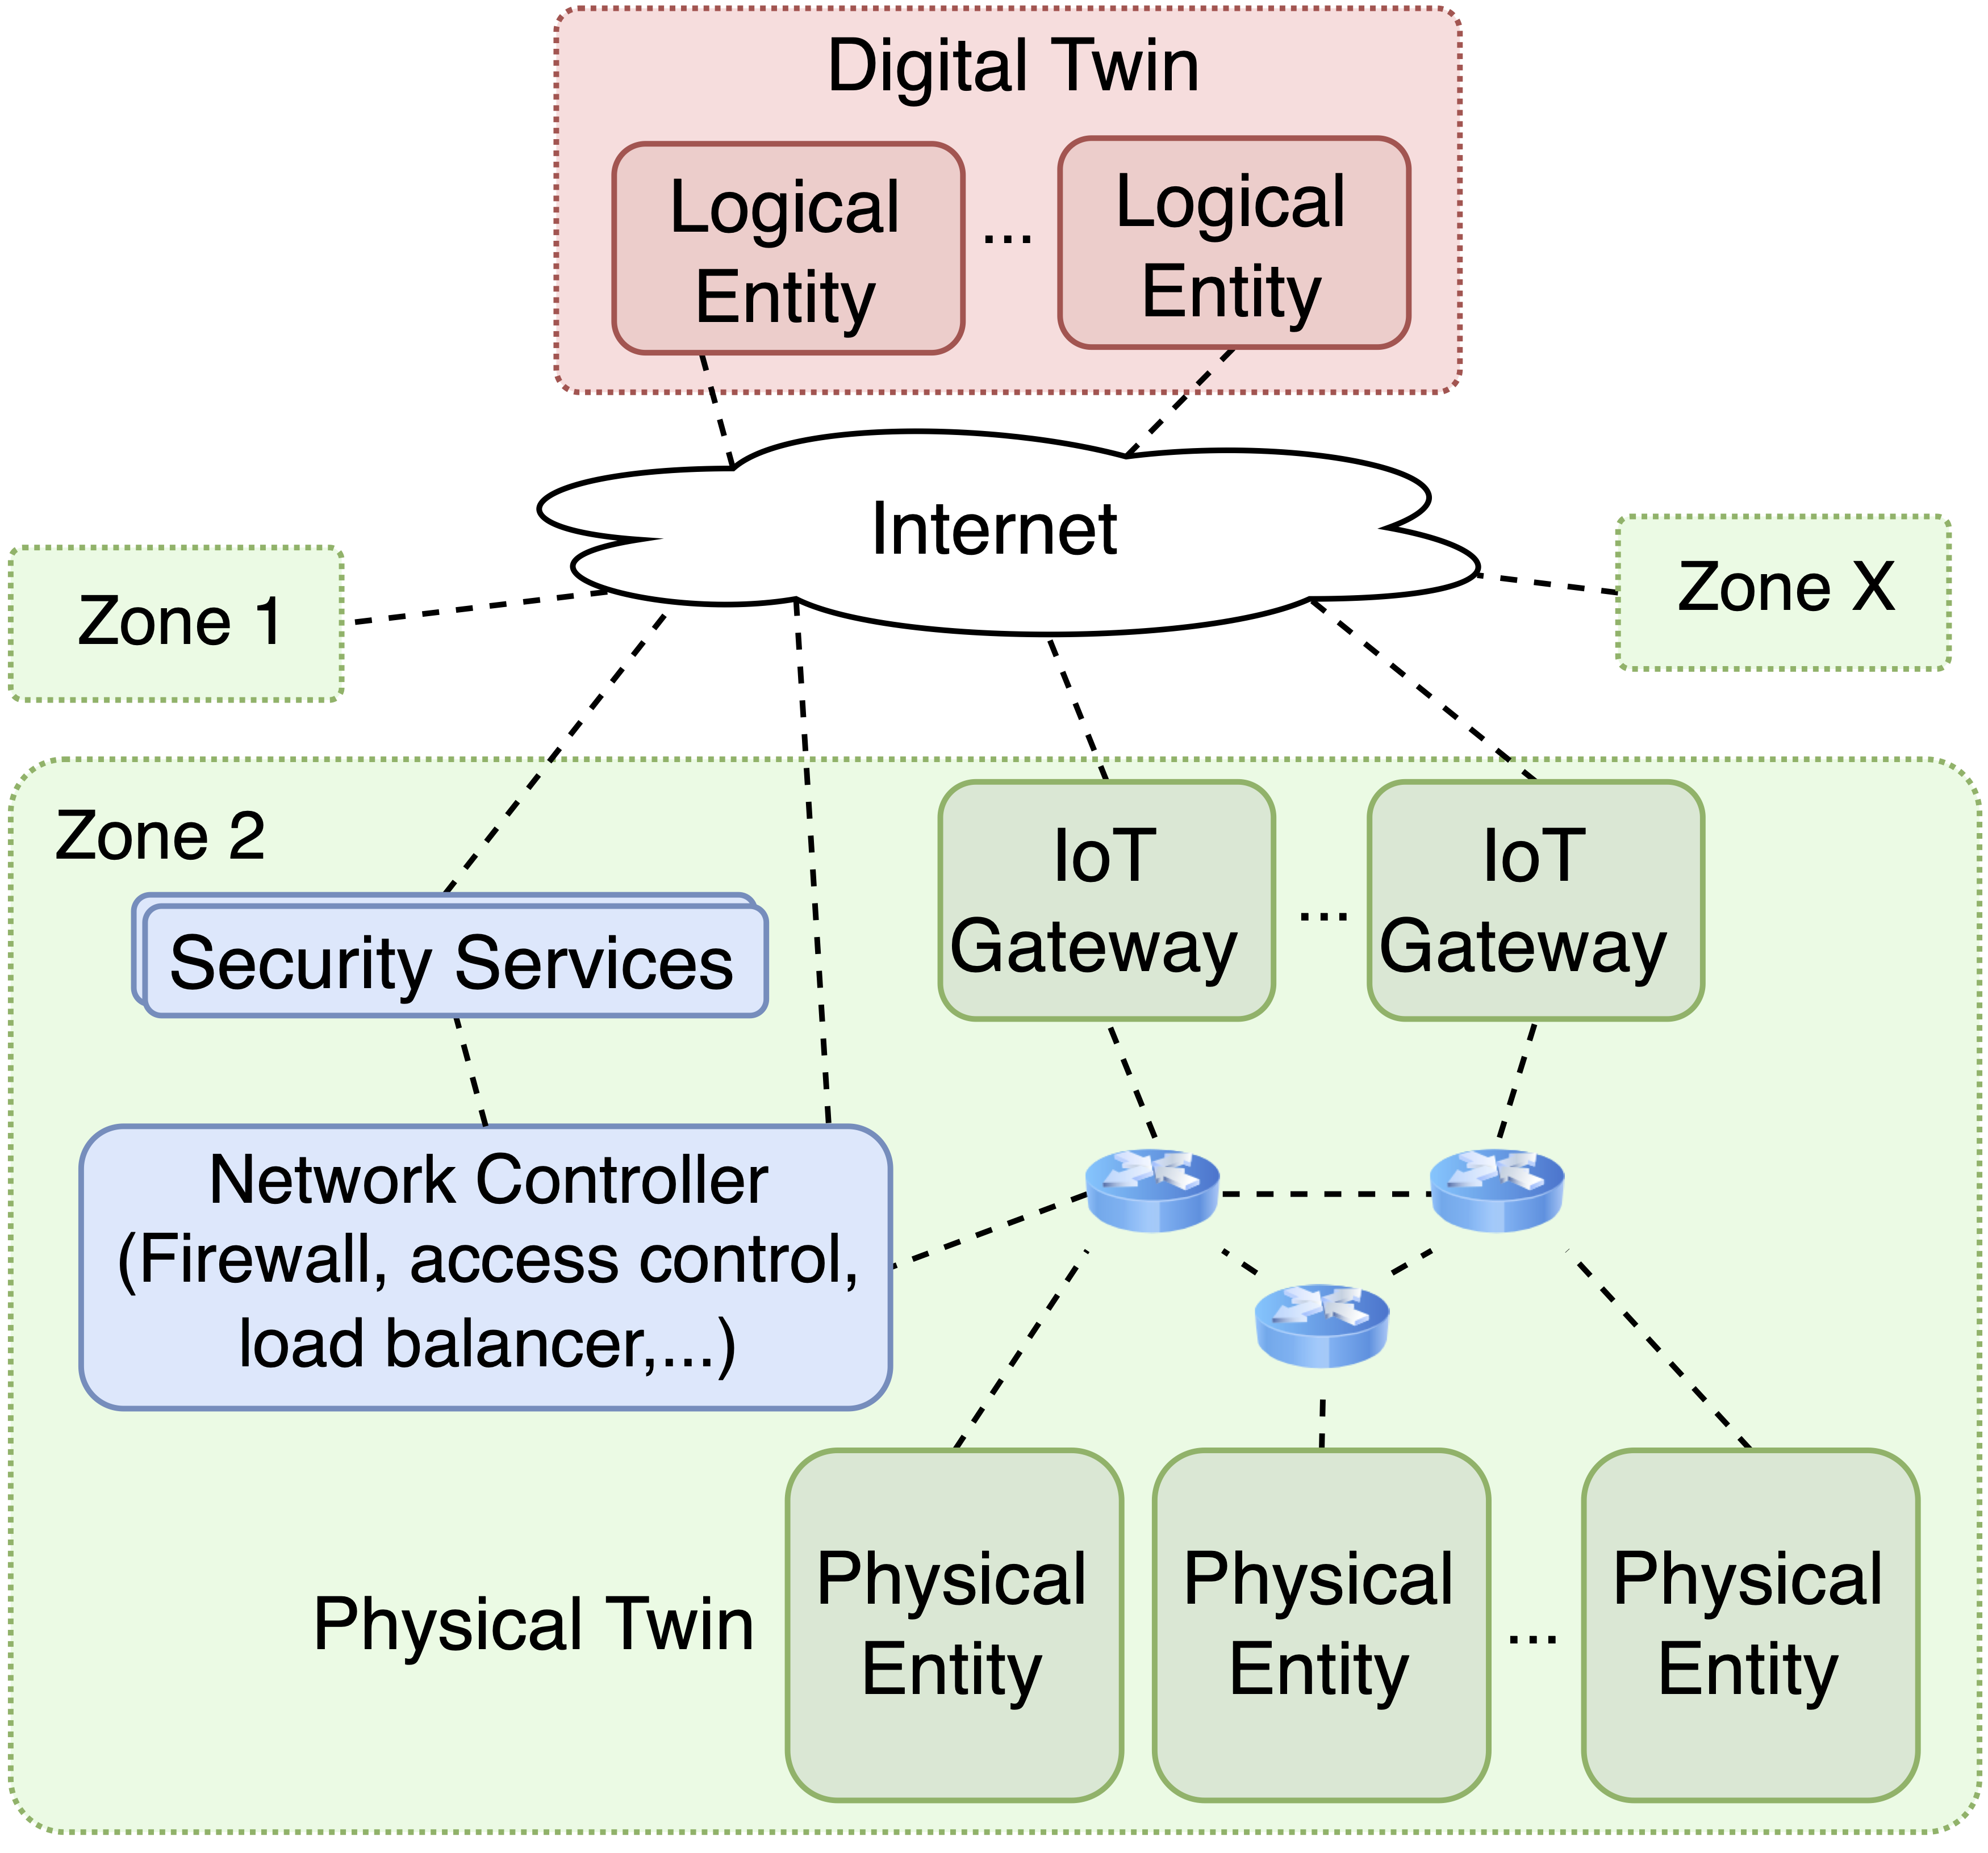 Digital Twin
Logical
Entity
...
Logical
Entity
Internet
Zone 1
Zone X
Zone 2
Security Services
IoT
Gateway
...
IoT
Gateway
Network Controller
(Firewall, access control,
load balancer,...)
Physical Twin
Physical
Entity
Physical
Entity
...
Physical
Entity